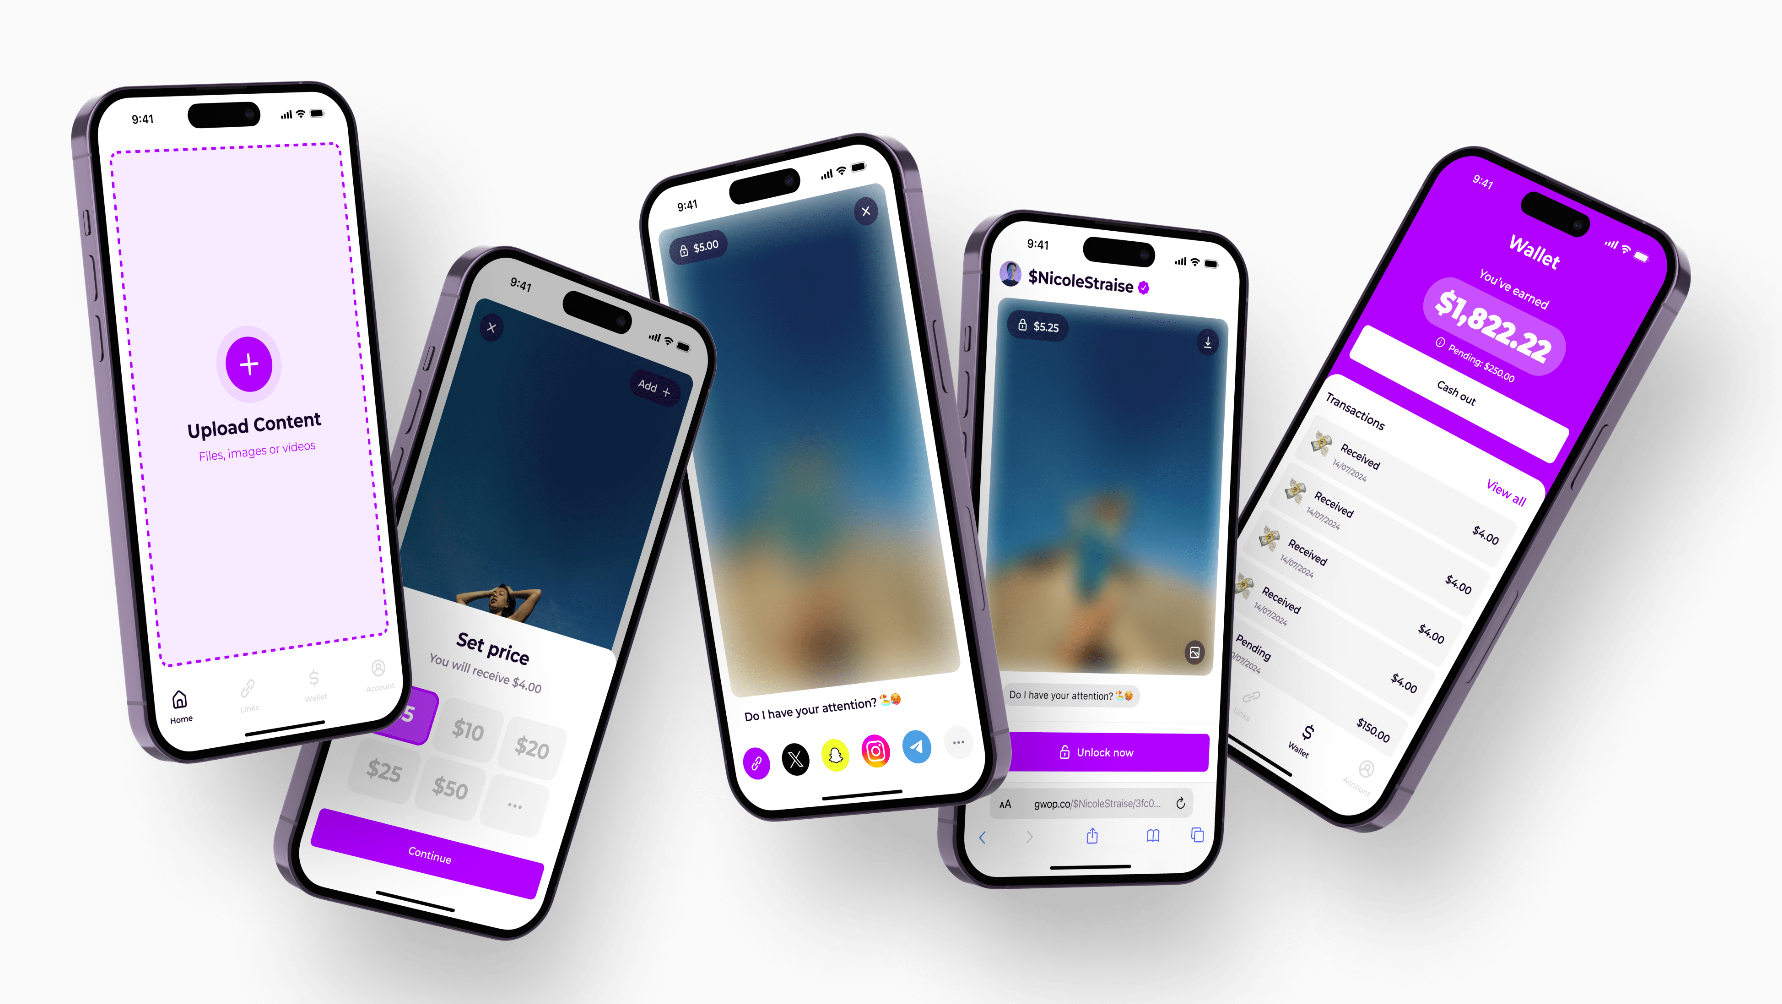 9:41
Upload Content
Files, images or videos
Home
Links
Wallet
Account
9:41
Add
Set price
You will receive $4.00
5
$10
$20
$25
$50
...
Continue
9:41
$5.00
Do I have your attention? 🏖️🥵
9:41
$NicoleStraise
$5.25
Do I have your attention? 🏖️🥵
Unlock now
AA
gwop.co/$NicoleStraise/3fc0...
9:41
Wallet
You've earned
$1,822.22
Pending: $250.00
Cash out
Transactions
View all
Received
14/07/2024
$4.00
Received
14/07/2024
$4.00
Received
14/07/2024
$4.00
Received
14/07/2024
$4.00
Pending
$150.00
Links
Wallet
Account